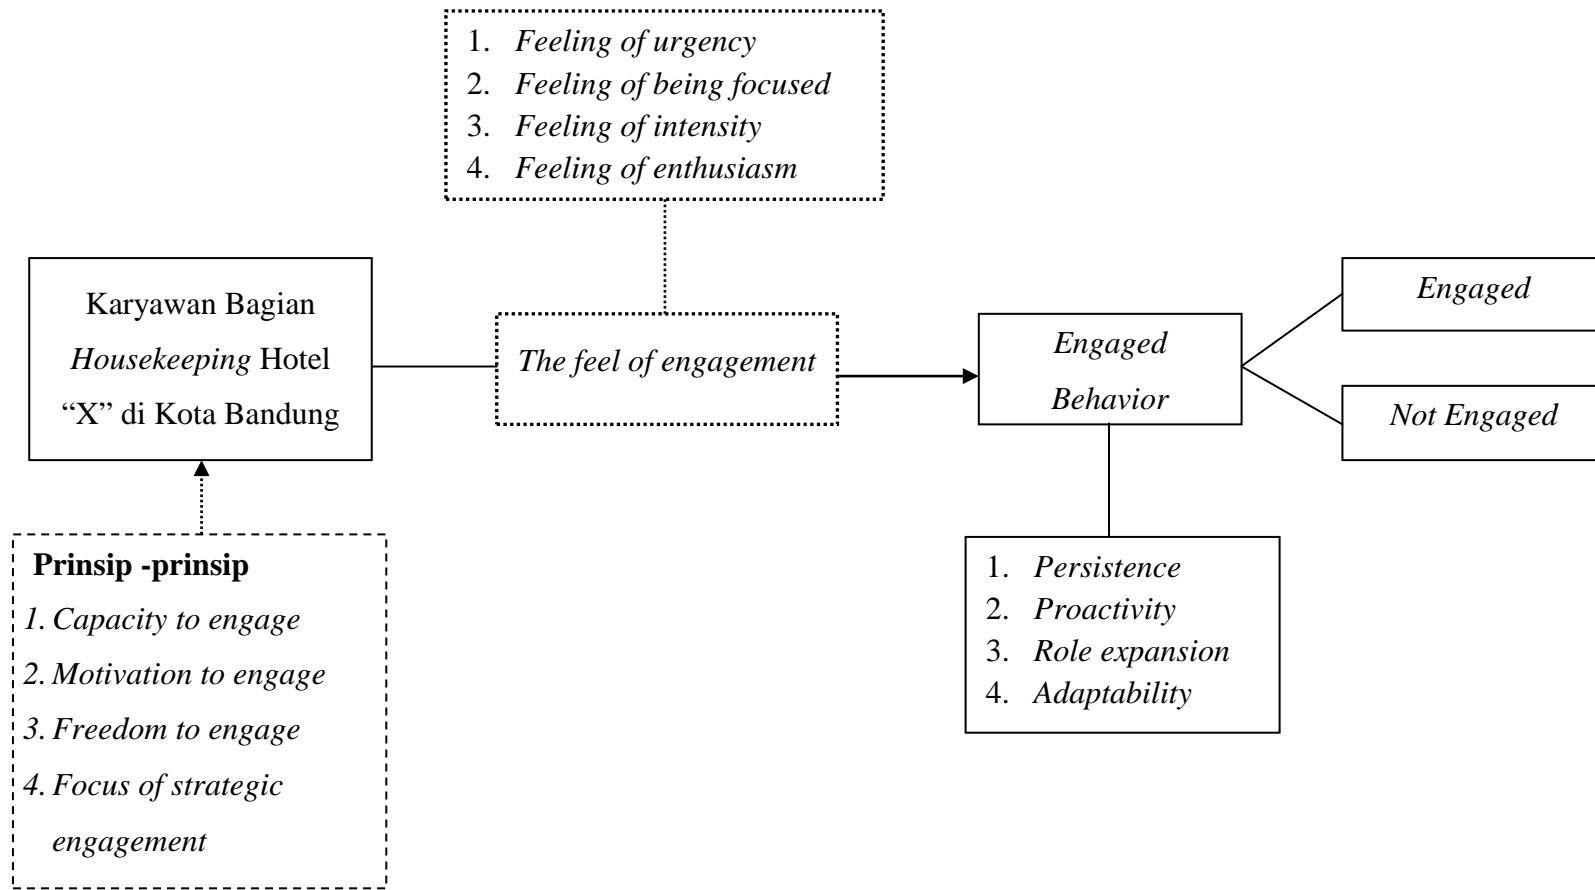 1. Feeling of urgency
2. Feeling of being focused
3. Feeling of intensity
4. Feeling of enthusiasm
Karyawan Bagian
Housekeeping Hotel
“X” di Kota Bandung
The feel of engagement
Engaged
Behavior
Engaged
Not Engaged
Prinsip -prinsip
1. Capacity to engage
2. Motivation to engage
3. Freedom to engage
4. Focus of strategic
engagement
1. Persistence
2. Proactivity
3. Role expansion
4. Adaptability